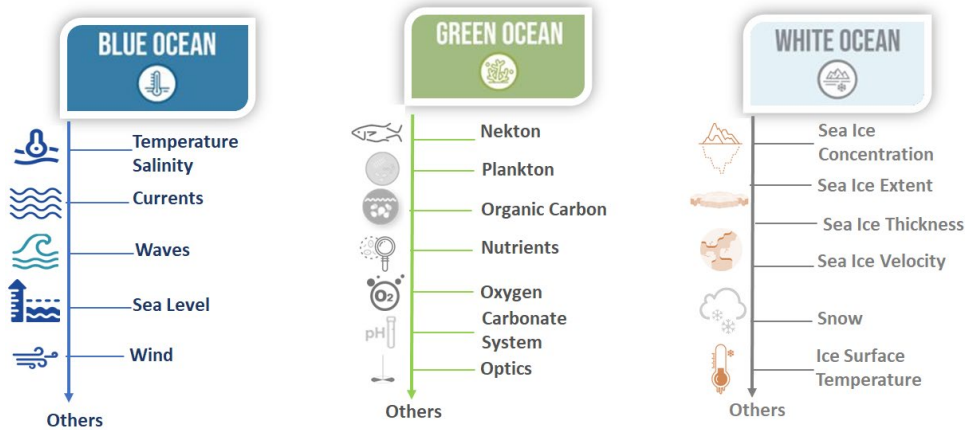 BLUE OCEAN
Temperature
Salinity
Currents
Waves
Sea Level
Wind
Others
GREEN OCEAN
Nekton
Plankton
Organic Carbon
Nutrients
O2
Oxygen
pH
Carbonate
System
Optics
Others
WHITE OCEAN
Sea Ice
Concentration
Sea Ice Extent
Sea Ice Thickness
Sea Ice Velocity
Snow
Ice Surface
Temperature
Others